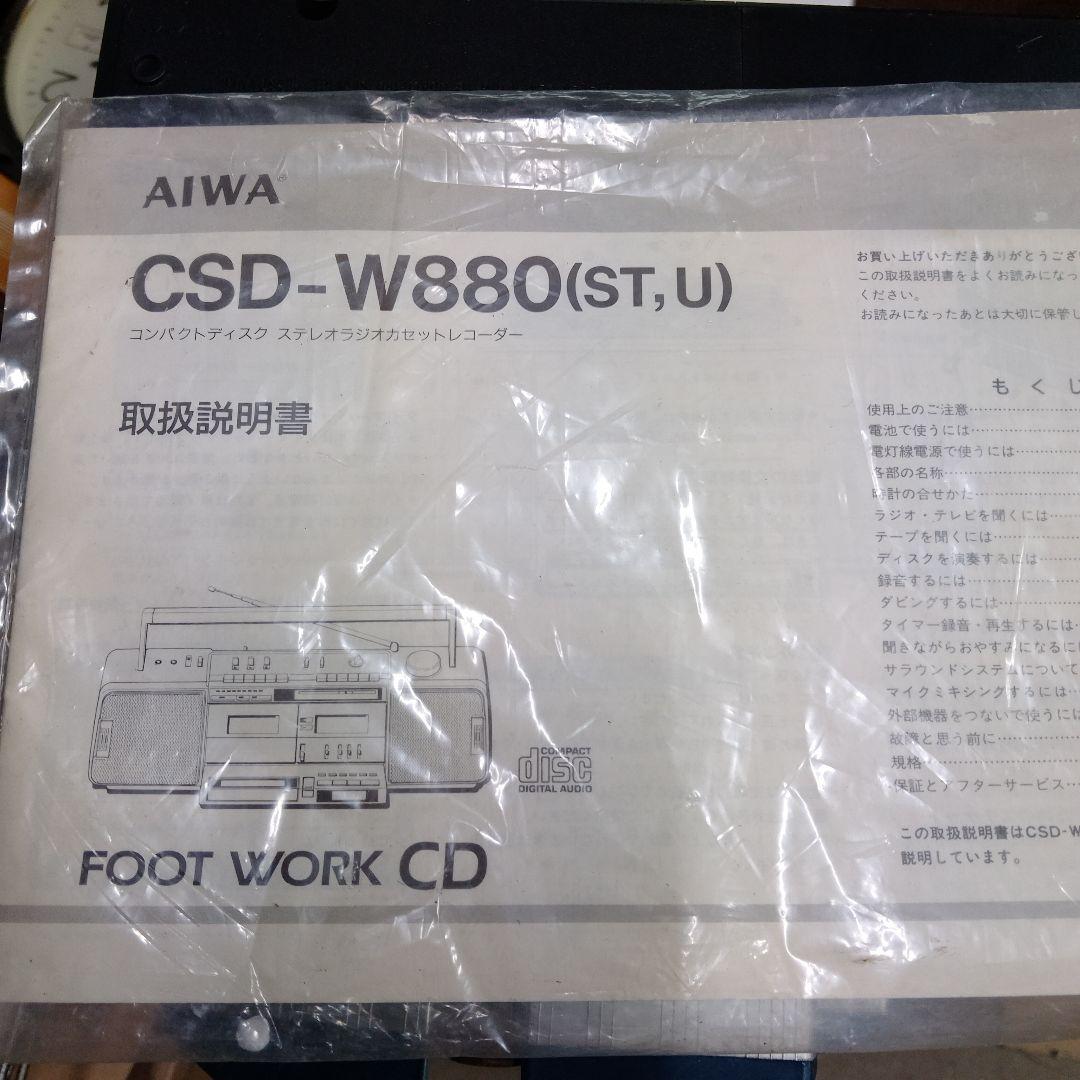 AIWA
CSD-W880(ST,U)
コンパクトディスク ステレオラジオカセットレコーダー
取扱説明書
COMPACT
disc
DIGITAL AUDIO
FOOT WORK CD
お買い上げいただきありがとうござ
この取扱説明書をよくお読みになっ
ください。
お読みになったあとは大切に保管し
もくじ
使用上のご注意
電池で使うには
電灯線電源で使うには
各部の名称
時計の合せかた
ラジオ・テレビを聞くには
テープを聞くには
ディスクを演奏するには
録音するには
ダビングするには
タイマー録音・再生するには
聞きながらおやすみになるに
サラウンドシステムについて
マイクミキシングするには
外部機器をつないで使うに
故障と思う前に
規格
保証とアフターサービス
この取扱説明書はCSD-W
説明しています。